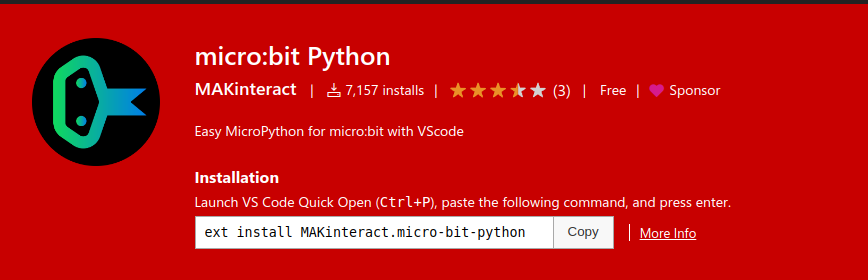 micro:bit Python
MAKinteract | 7,157 installs | (3) | Free | Sponsor
Easy MicroPython for micro:bit with VScode
Installation
Launch VS Code Quick Open (Ctrl+P), paste the following command, and press enter.
ext install MAKinteract.micro-bit-python Copy | More Info